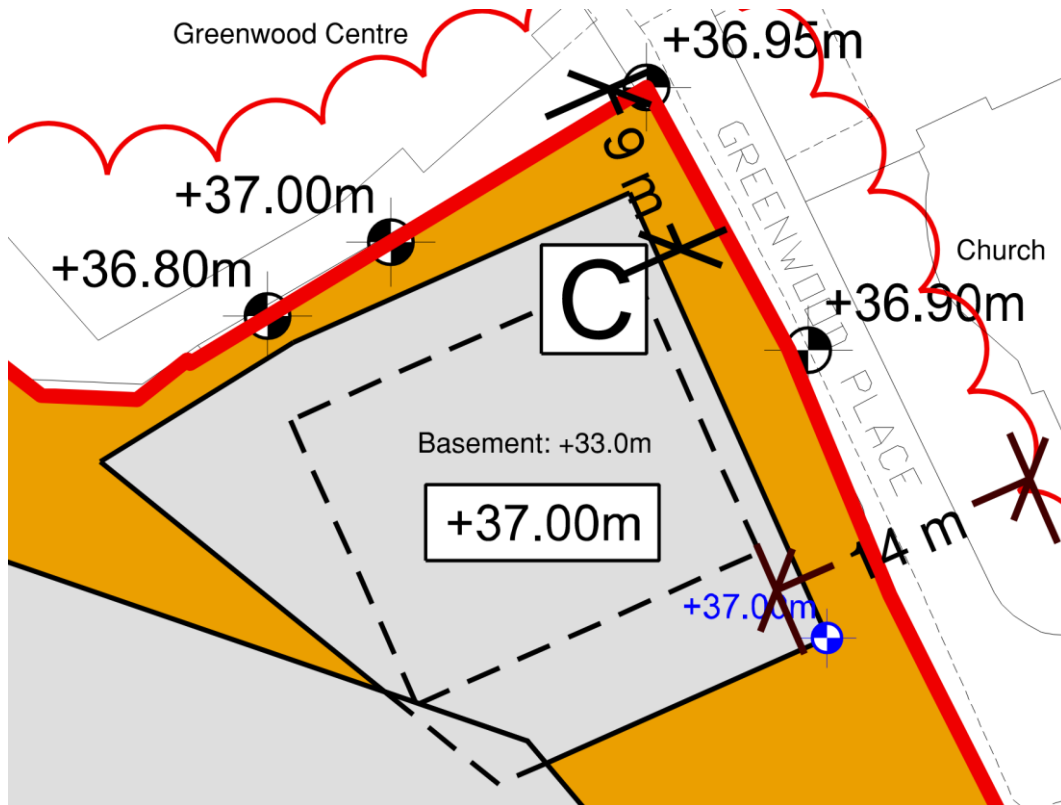 Greenwood Centre
+36.95m
9 m
GREENWOOD PLACE
+37.00m
+36.80m
C
Church
+36.90m
Basement: +33.0m
+37.00m
14 m
+37.00m